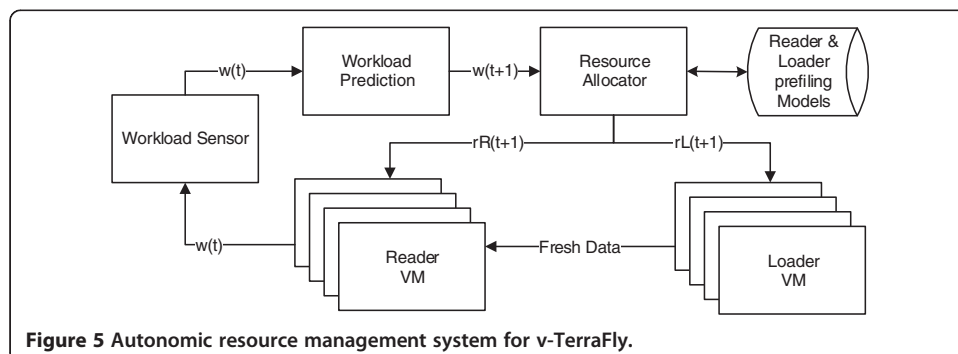 Workload
Prediction
Resource
Allocator
Reader &
Loader
prefiling
Models
w(t)
w(t+1)
Workload Sensor
rR(t+1)
rL(t+1)
w(t)
Reader
VM
Fresh Data
Loader
VM
Figure 5 Autonomic resource management system for v-TerraFly.